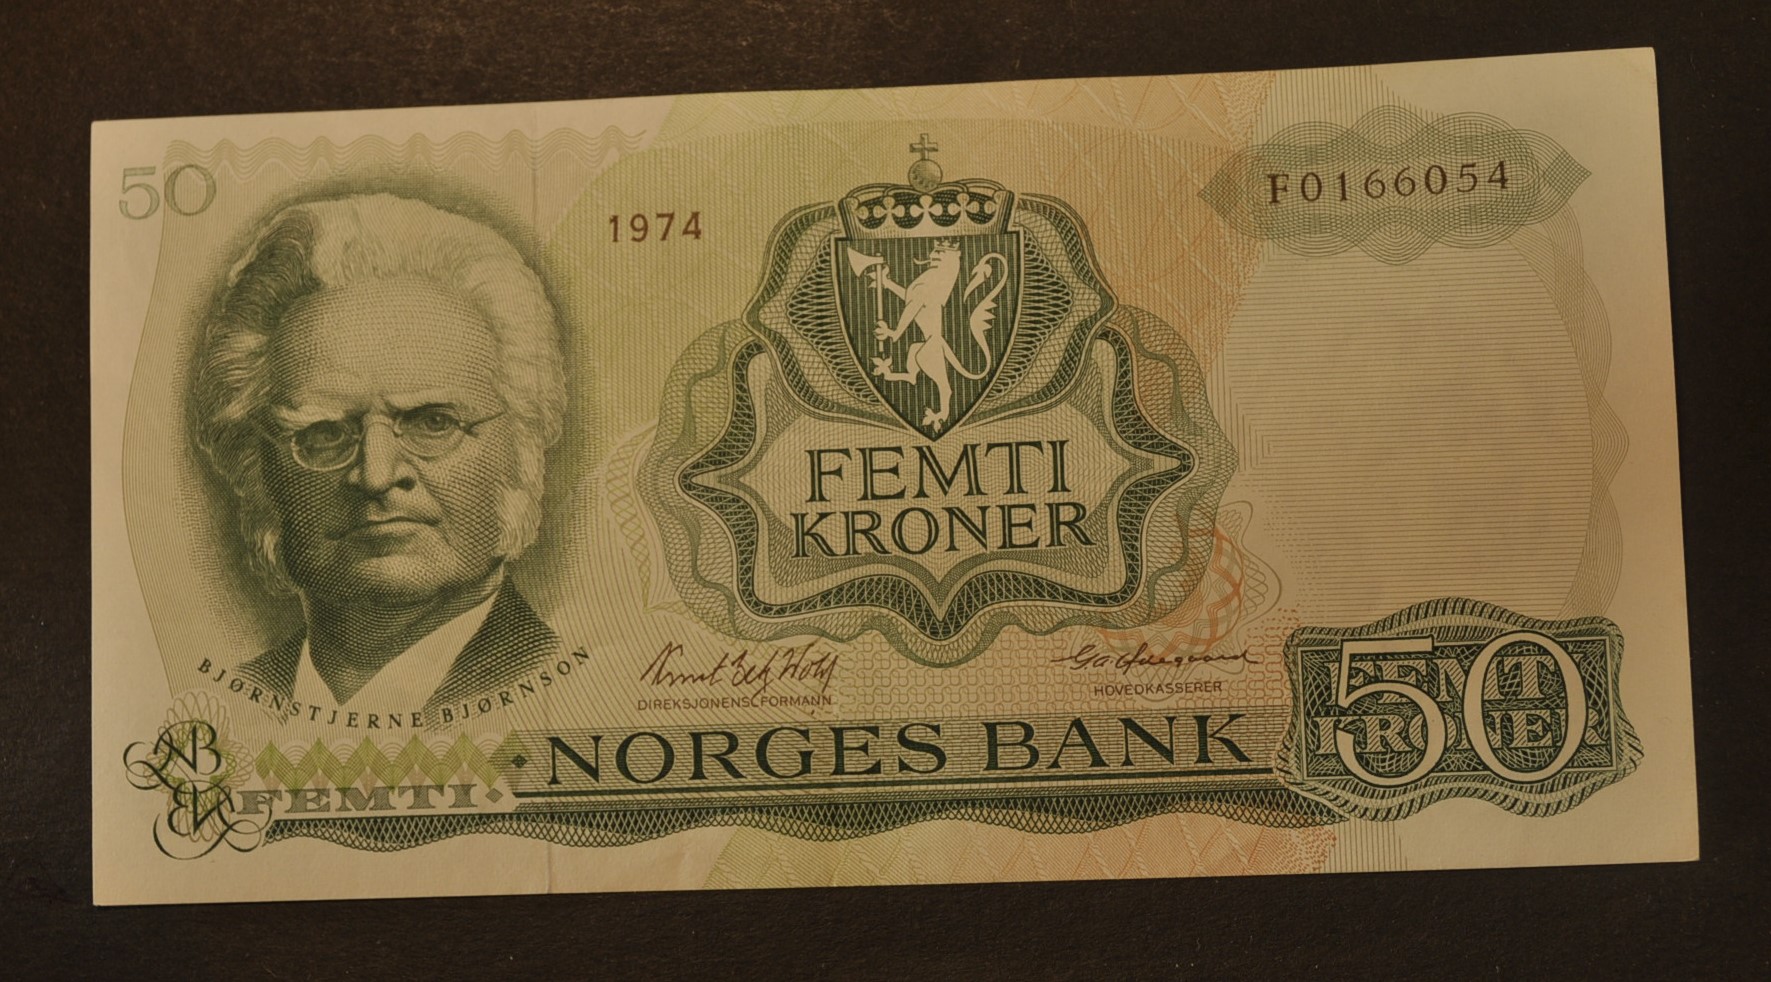 50
1974
F0166054
FEMTI
KRONER
BJØRNSTJERNE BJØRNSON
DIREKSJONENS FORMANN
HOVEDKASSERER
50
FEMTI
KRONER
NORGES BANK
FEMTI